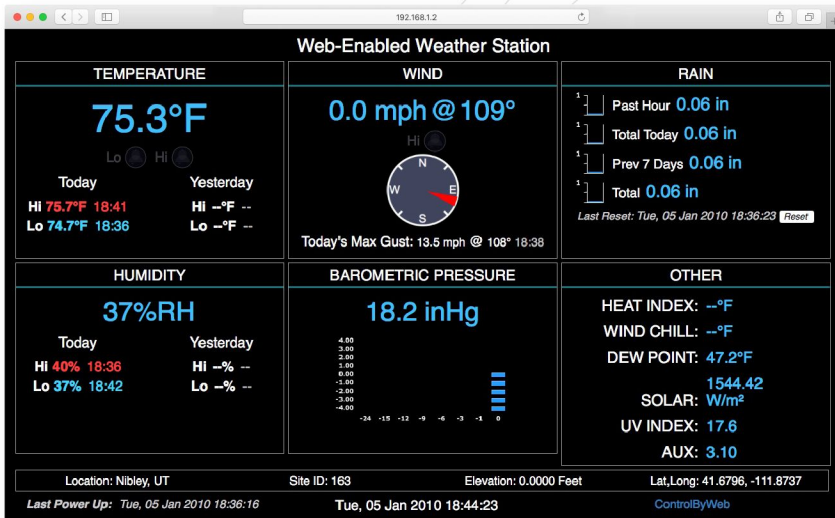 192.168.1.2
Web-Enabled Weather Station
TEMPERATURE
75.3°F
Lo Hi
Today Yesterday
Hi 75.7°F 18:41 Hi --°F --
Lo 74.7°F 18:36 Lo --°F --
WIND
0.0 mph @ 109°
Hi
N
W E
S
Today's Max Gust: 13.5 mph @ 108° 18:38
RAIN
1 Past Hour 0.06 in
1 Total Today 0.06 in
1 Prev 7 Days 0.06 in
1 Total 0.06 in
Last Reset: Tue, 05 Jan 2010 18:36:23 Reset
HUMIDITY
37%RH
Today Yesterday
Hi 40% 18:36 Hi --% --
Lo 37% 18:42 Lo --% --
BAROMETRIC PRESSURE
18.2 inHg
4.00
3.00
2.00
1.00
0.00
-1.00
-2.00
-3.00
-4.00
-24 -15 -12 -9 -6 -3 -1 0
OTHER
HEAT INDEX: --°F
WIND CHILL: --°F
DEW POINT: 47.2°F
1544.42
SOLAR: W/m²
UV INDEX: 17.6
AUX: 3.10
Location: Nibley, UT Site ID: 163 Elevation: 0.0000 Feet Lat,Long: 41.6796, -111.8737
Last Power Up: Tue, 05 Jan 2010 18:36:16 Tue, 05 Jan 2010 18:44:23 ControlByWeb